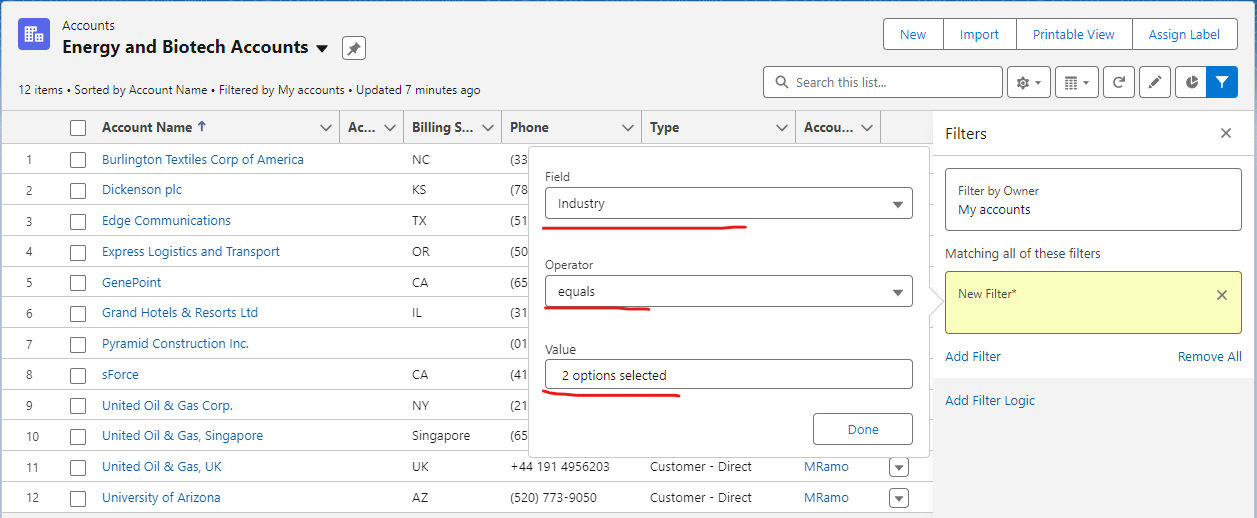 Accounts
Energy and Biotech Accounts
New Import Printable View Assign Label
12 items • Sorted by Account Name • Filtered by My accounts • Updated 7 minutes ago
Search this list...
Account Name Ac... Billing S... Phone Type Accou...
1 Burlington Textiles Corp of America NC (33
2 Dickenson plc KS (78
3 Edge Communications TX (51
4 Express Logistics and Transport OR (50
5 GenePoint CA (65
6 Grand Hotels & Resorts Ltd IL (31
7 Pyramid Construction Inc. (01
8 sForce CA (41
9 United Oil & Gas Corp. NY (21
10 United Oil & Gas, Singapore Singapore (65
11 United Oil & Gas, UK UK +44 191 4956203 Customer - Direct MRamo
12 University of Arizona AZ (520) 773-9050 Customer - Direct MRamo
Field
Industry
Operator
equals
Value
2 options selected
Done
Filters
Filter by Owner
My accounts
Matching all of these filters
New Filter*
Add Filter Remove All
Add Filter Logic